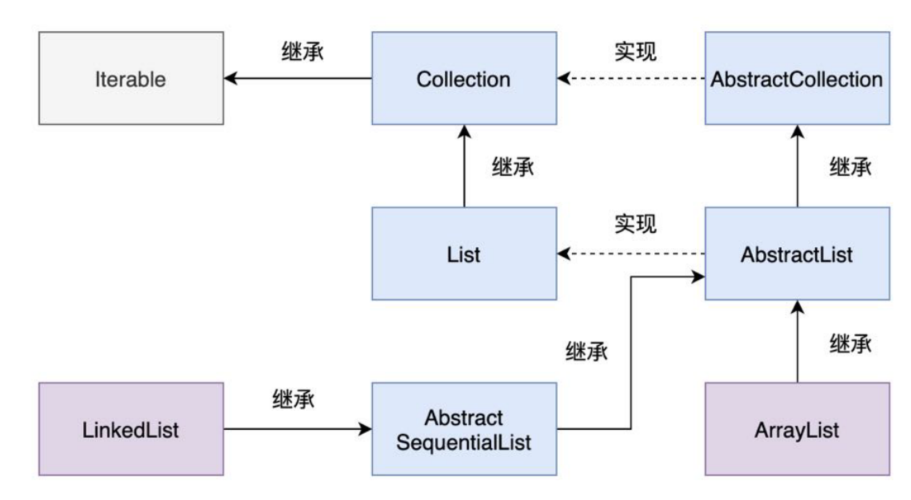 继承
实现
Iterable
Collection
AbstractCollection
继承
继承
实现
List
AbstractList
继承
继承
继承
LinkedList
Abstract
SequentialList
ArrayList